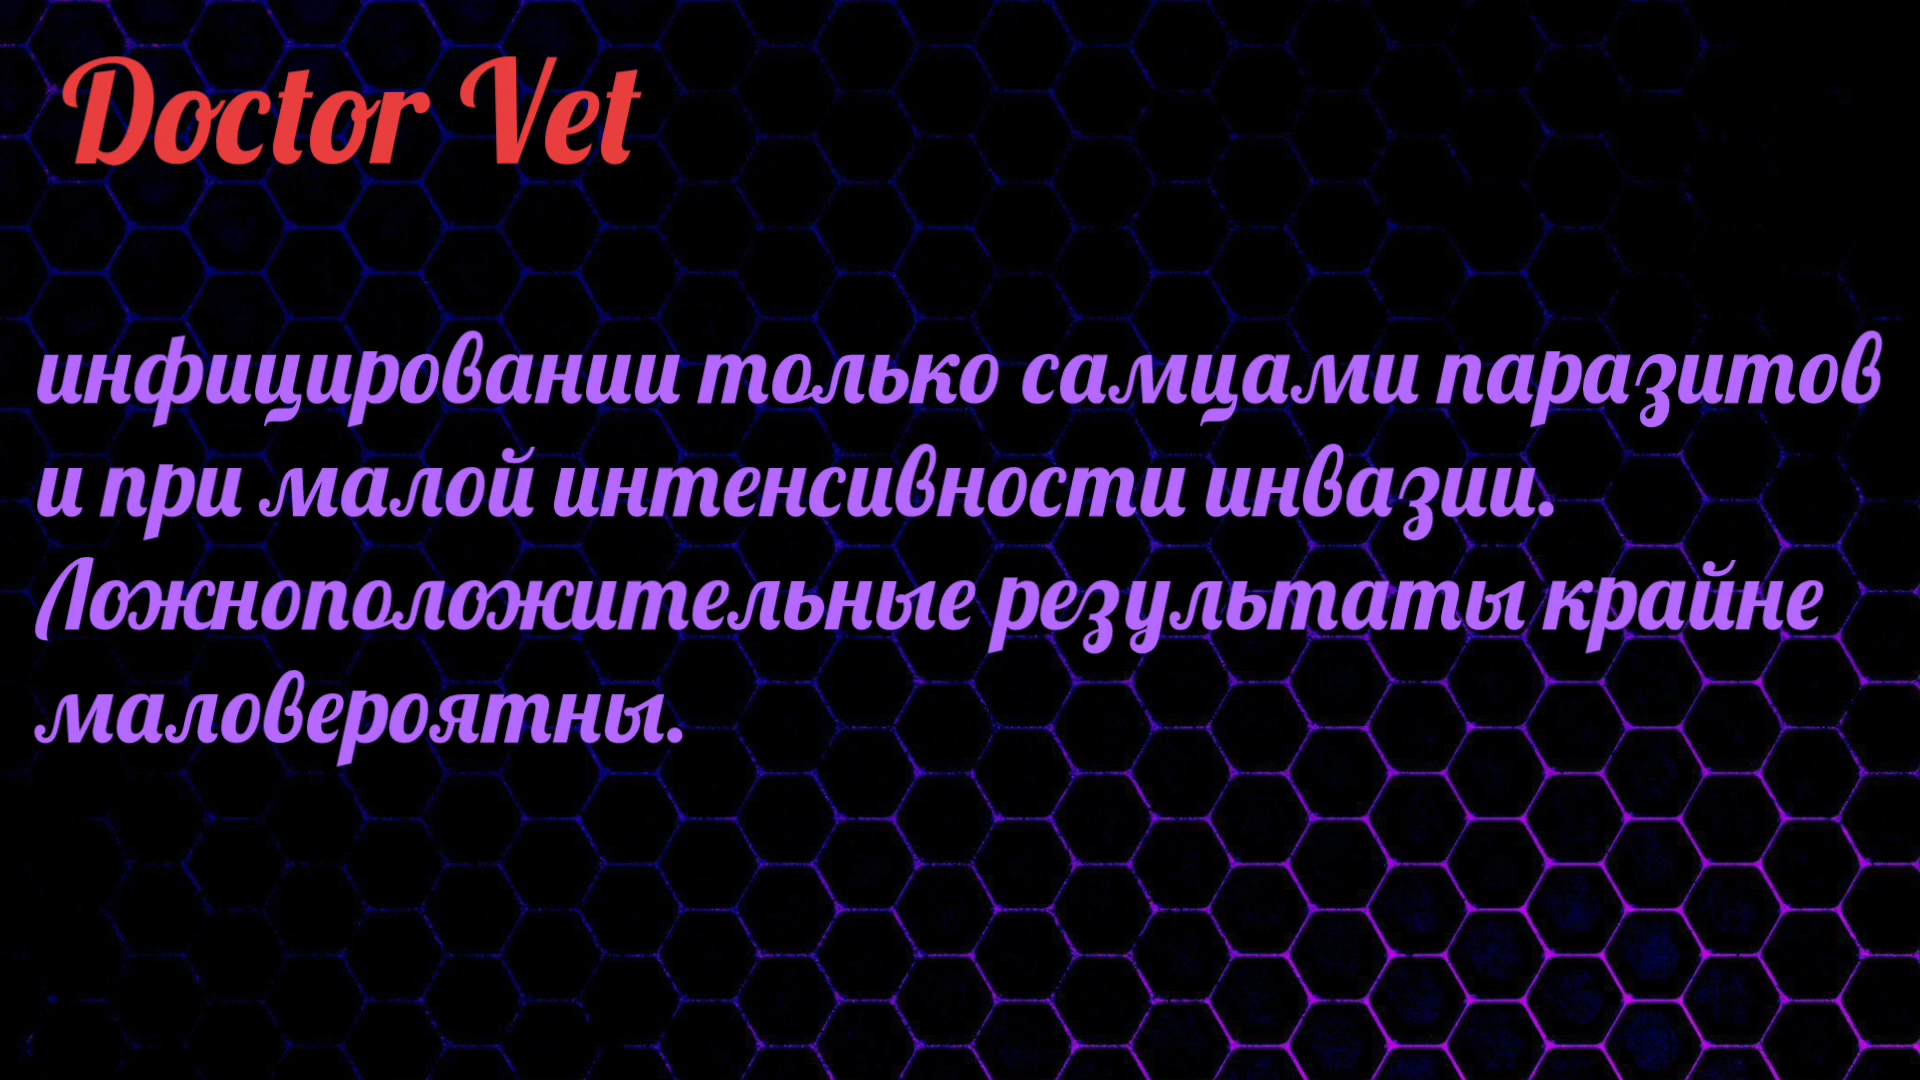 Doctor Vet
инфицировании только самцами паразитов
и при малой интенсивности инвазии.
Ложноположительные результаты крайне
маловероятны.